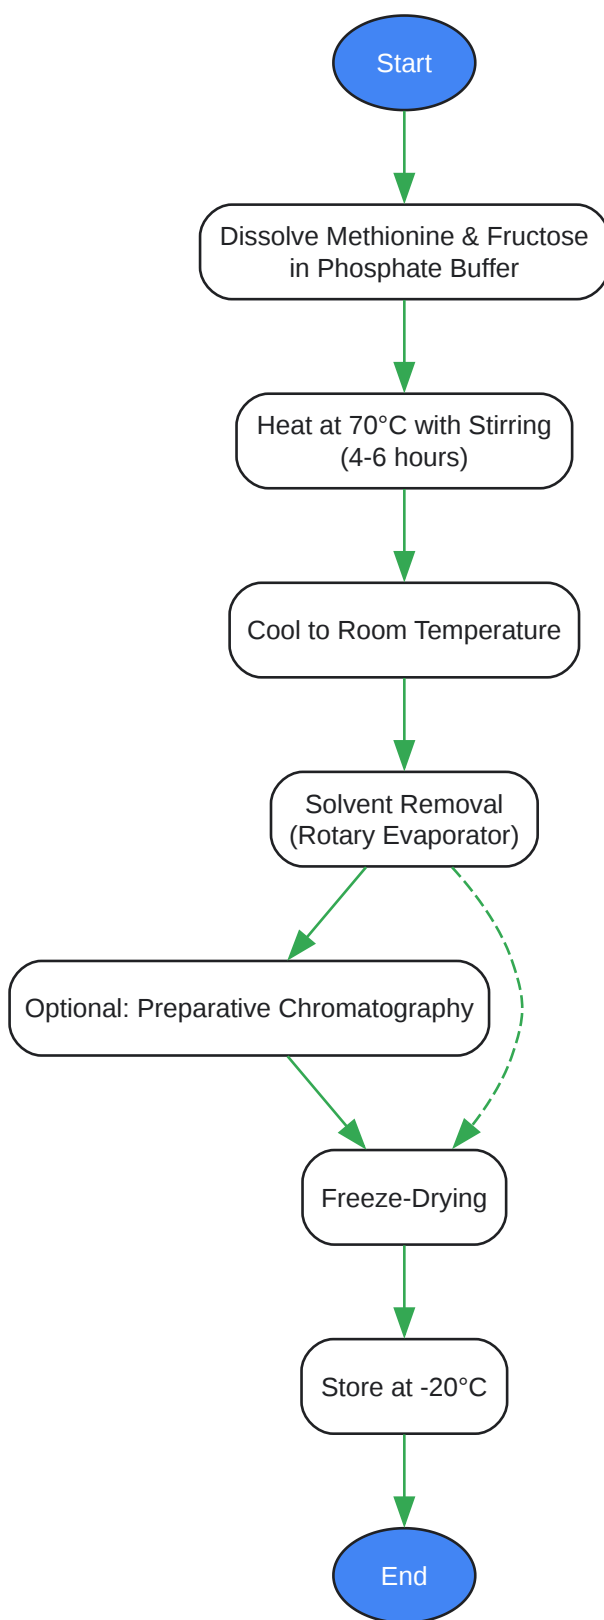 Start
Dissolve Methionine & Fructose
in Phosphate Buffer
Heat at 70°C with Stirring
(4-6 hours)
Cool to Room Temperature
Solvent Removal
(Rotary Evaporator)
Optional: Preparative Chromatography
Freeze-Drying
Store at -20°C
End